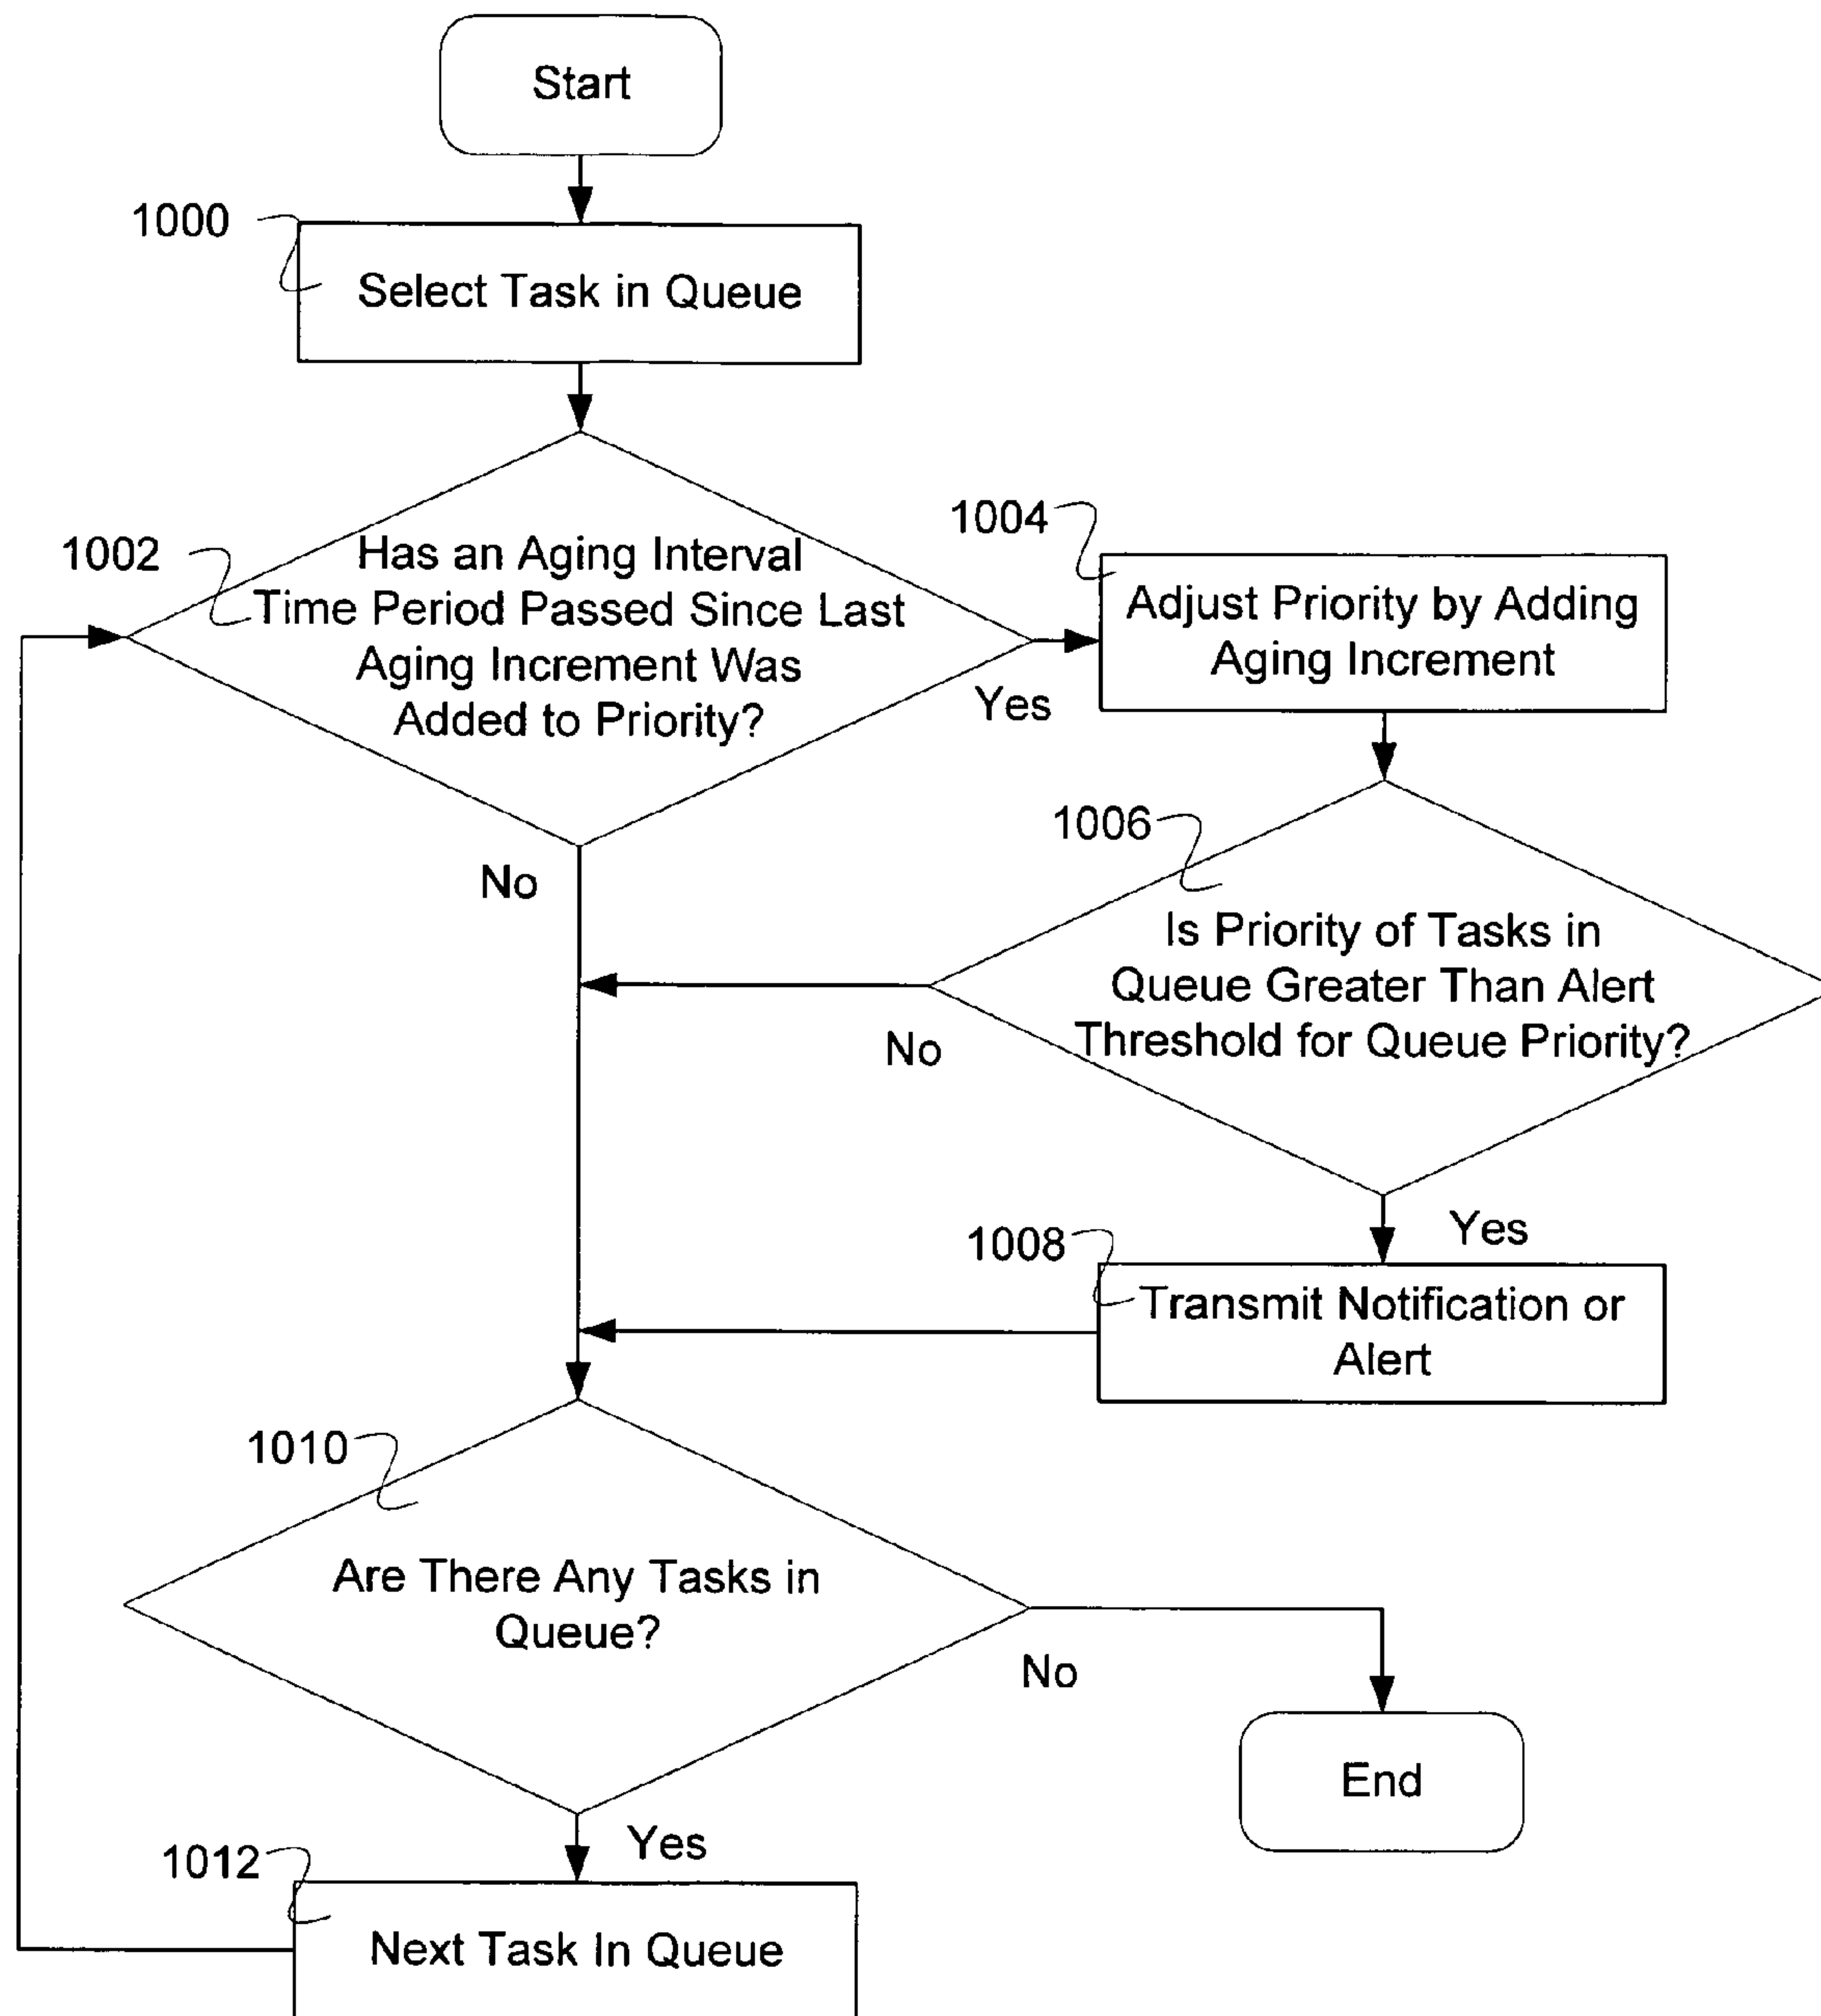 Start
1000
Select Task in Queue
1002
Has an Aging Interval
Time Period Passed Since Last
Aging Increment Was
Added to Priority?
Yes
No
1004
Adjust Priority by Adding
Aging Increment
1006
Is Priority of Tasks in
Queue Greater Than Alert
Threshold for Queue Priority?
No
Yes
1008
Transmit Notification or
Alert
1010
Are There Any Tasks in
Queue?
No
End
Yes
1012
Next Task In Queue